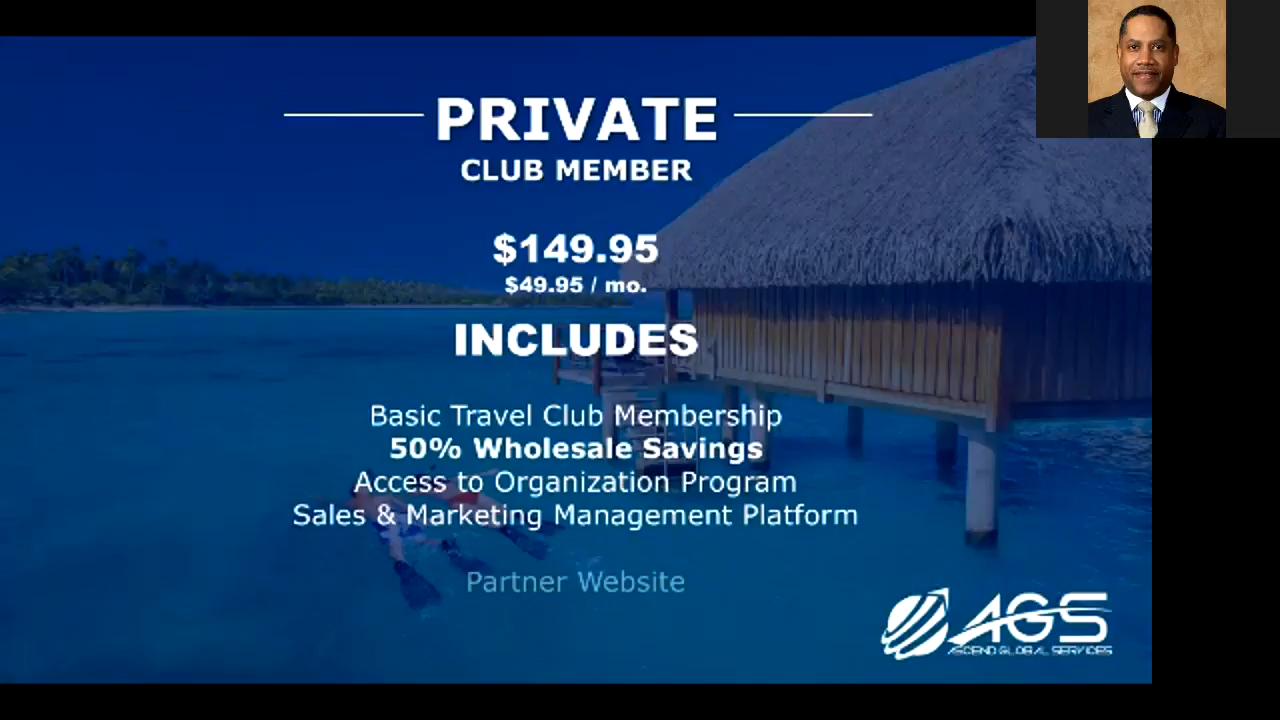 PRIVATE
CLUB MEMBER
$149.95
$49.95 / mo.
INCLUDES
Basic Travel Club Membership
50% Wholesale Savings
Access to Organization Program
Sales & Marketing Management Platform
Partner Website
AGS
ASCEND GLOBAL SERVICES